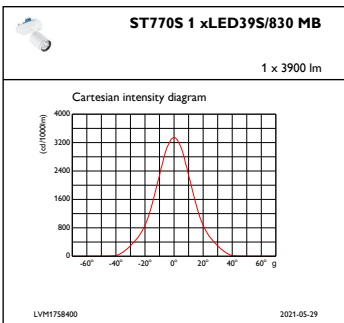 ST770S 1 xLED39S/830 MB
1 x 3900 lm
Cartesian intensity diagram
(cd/1000lm)
4000
3200
2400
1600
800
0
-60° -40° -20° 0° 20° 40° 60° g
LVM1758400
2021-05-29